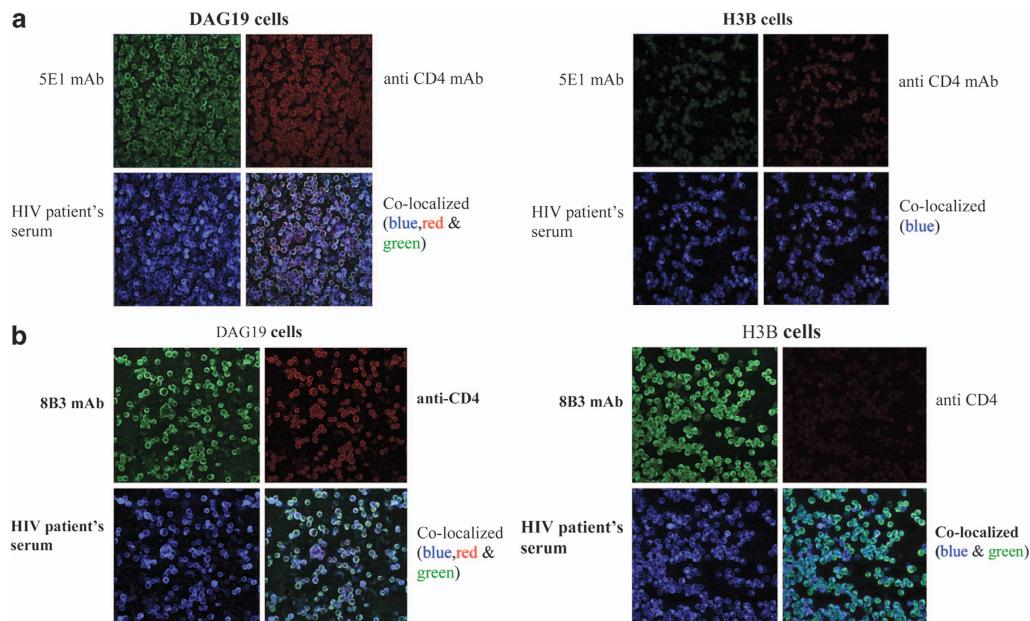 a
DAG19 cells
H3B cells
5E1 mAb
anti CD4 mAb
5E1 mAb
anti CD4 mAb
HIV patient's
serum
Co-localized
(blue,red &
green)
HIV patient's
serum
Co-localized
(blue)
b
DAG19 cells
H3B cells
8B3 mAb
anti-CD4
8B3 mAb
anti CD4
HIV patient's
serum
Co-localized
(blue,red &
green)
HIV patient's
serum
Co-localized
(blue & green)